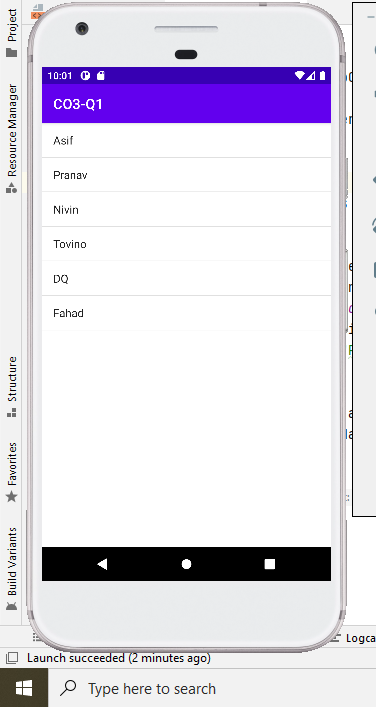 Project
Resource Manager
Structure
Favorites
Build Variants
10:01
CO3-Q1
Asif
Pranav
Nivin
Tovino
DQ
Fahad
Logca
Launch succeeded (2 minutes ago)
Type here to search